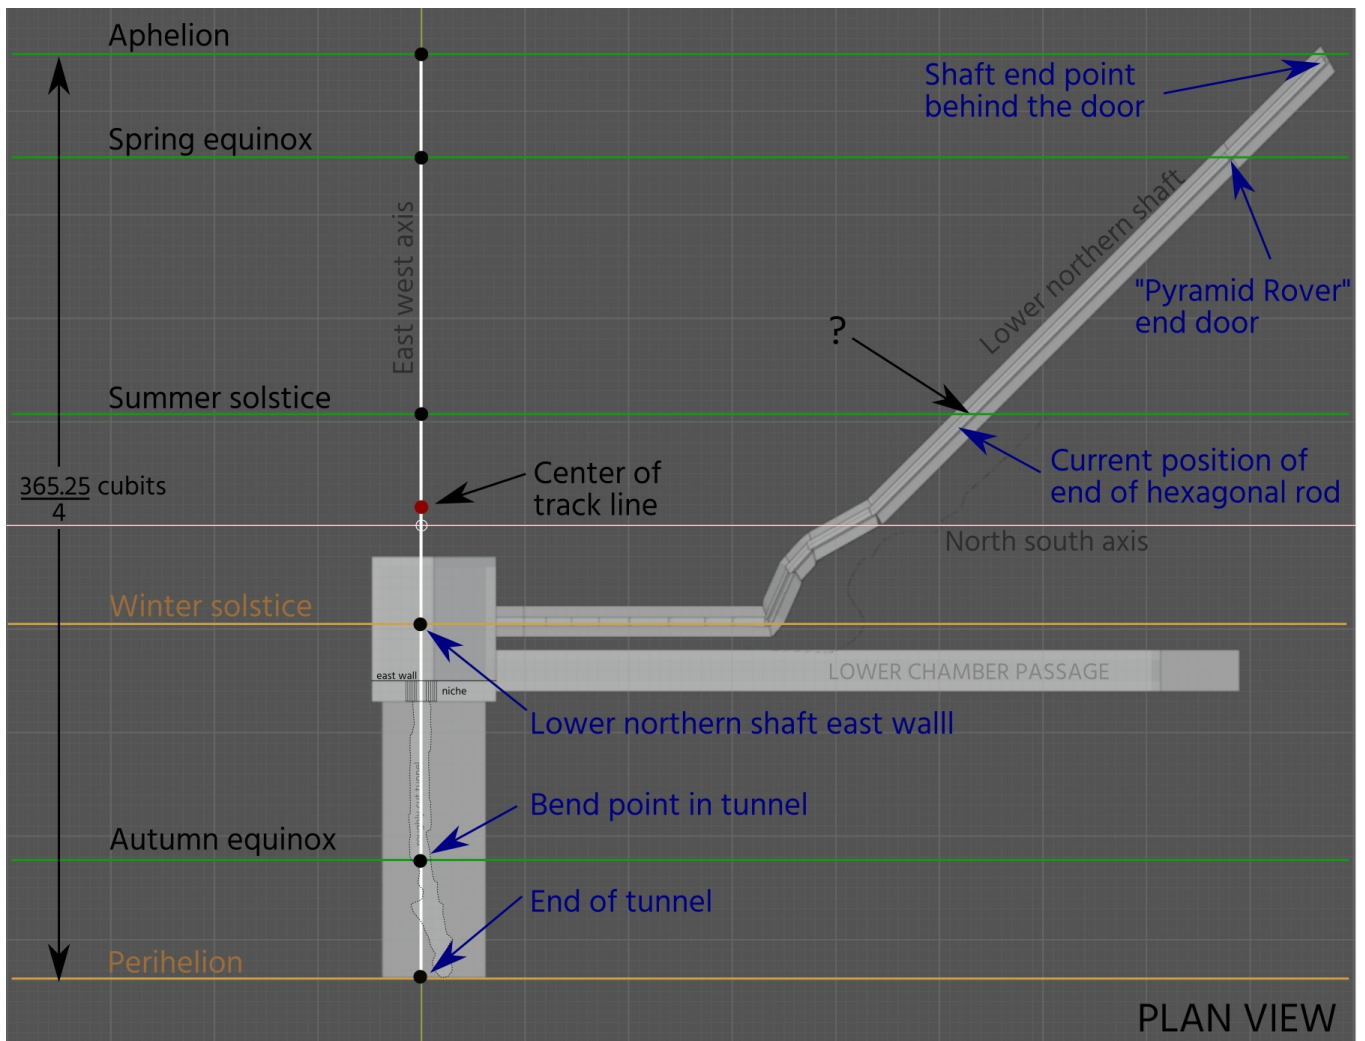 Aphelion
Shaft end point
behind the door
Spring equinox
East west axis
Lower northern shaft
"Pyramid Rover"
end door
?
Summer solstice
Center of
track line
Current position of
end of hexagonal rod
365.25 cubits
4
North south axis
Winter solstice
LOWER CHAMBER PASSAGE
east wall
niche
Lower northern shaft east walll
Bend point in tunnel
Autumn equinox
End of tunnel
Perihelion
PLAN VIEW